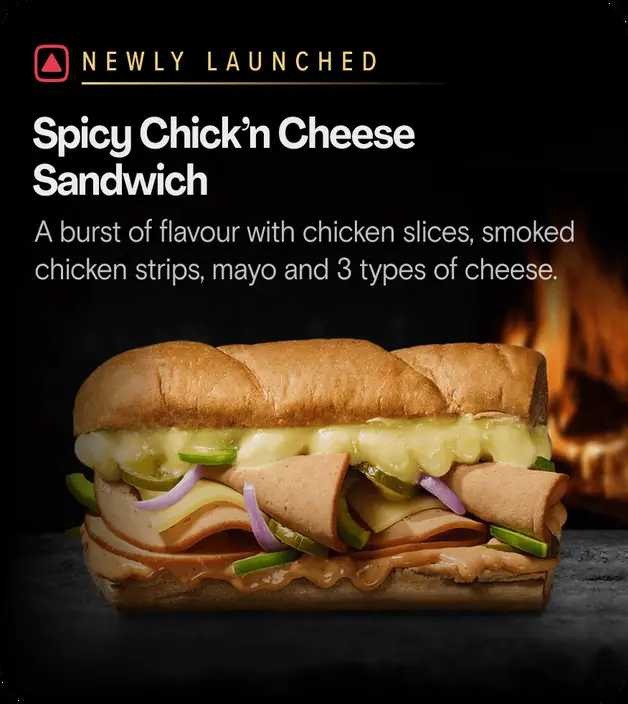 NEWLY LAUNCHED
Spicy Chick’n Cheese
Sandwich
A burst of flavour with chicken slices, smoked
chicken strips, mayo and 3 types of cheese.